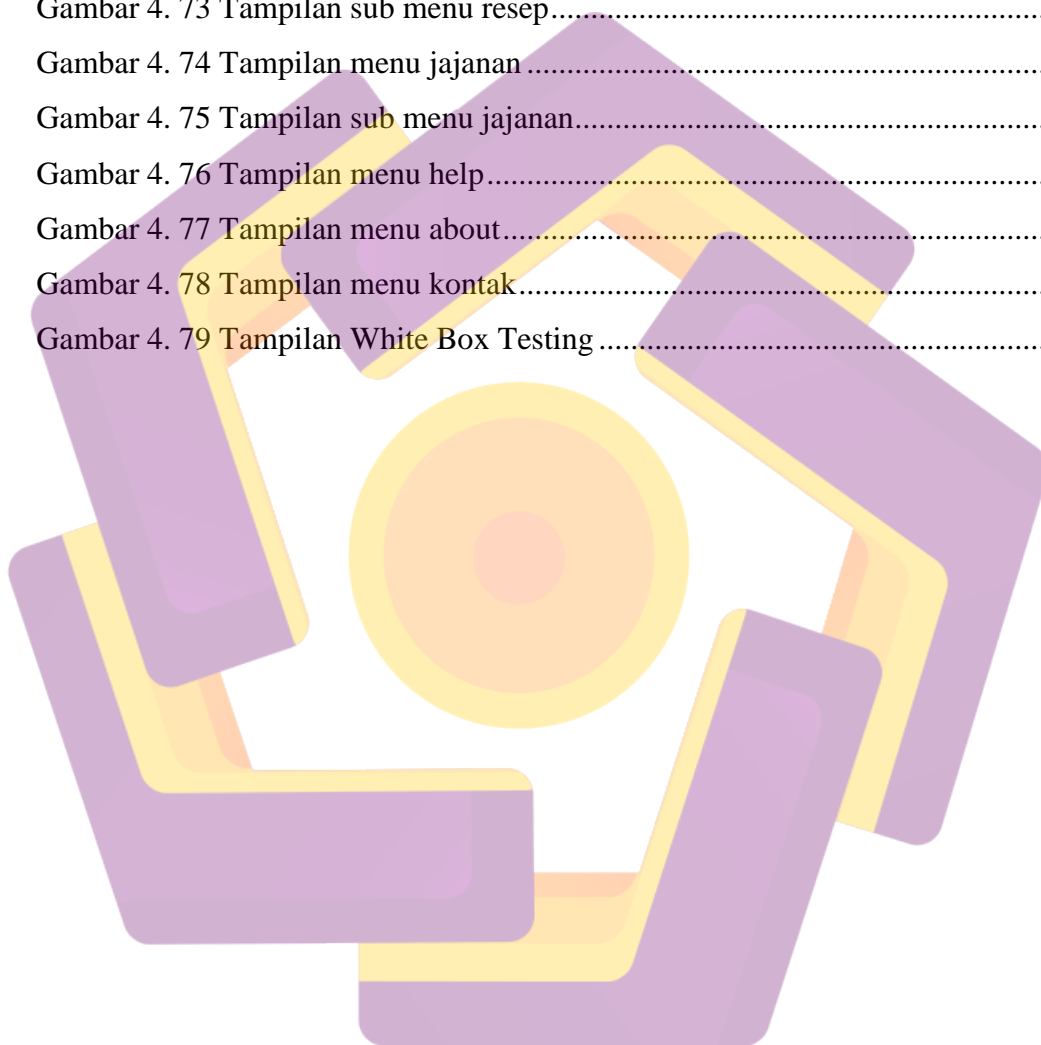 Gambar 4. 73 Tampilan sub menu resep..........................................................
Gambar 4. 74 Tampilan menu jajanan..............................................................
Gambar 4. 75 Tampilan sub menu jajanan........................................................
Gambar 4. 76 Tampilan menu help..................................................................
Gambar 4. 77 Tampilan menu about................................................................
Gambar 4. 78 Tampilan menu kontak..............................................................
Gambar 4. 79 Tampilan White Box Testing.....................................................